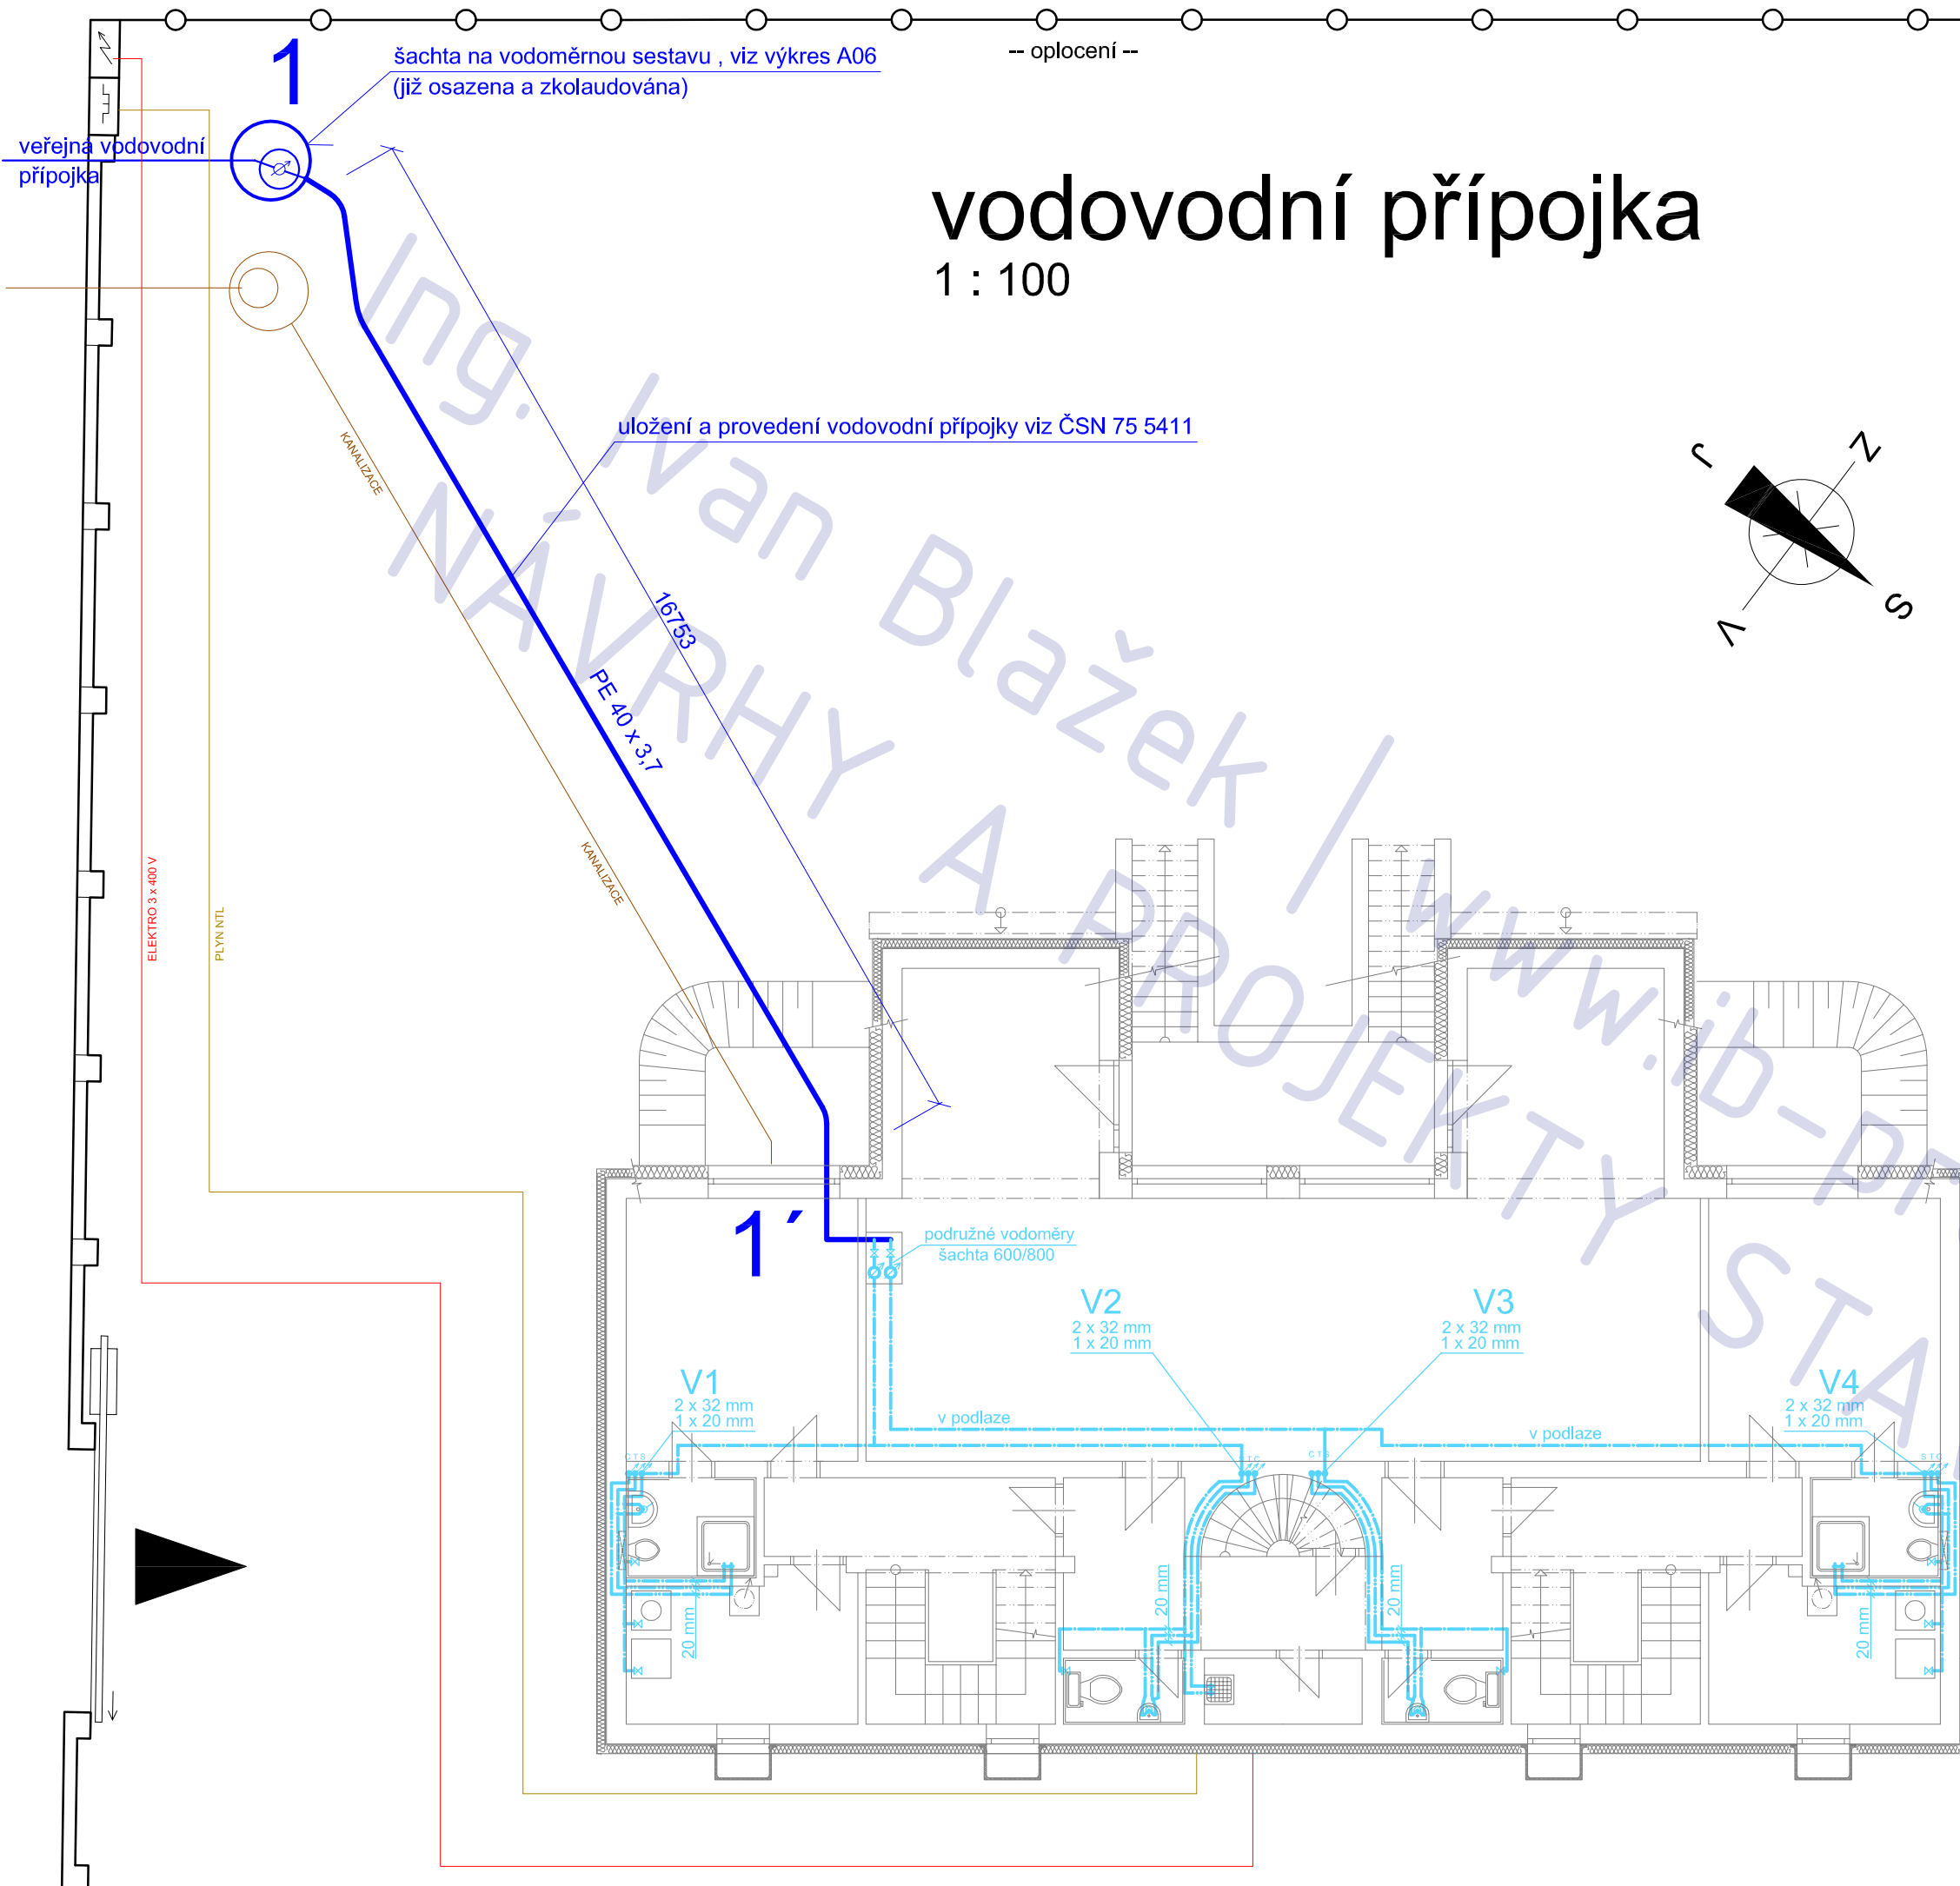 -- oplocení --
1
šachta na vodoměrnou sestavu , viz výkres A06
(již osazena a zkolaudována)
veřejná vodovodní
přípojka
vodovodní přípojka
1 : 100
uložení a provedení vodovodní přípojky viz ČSN 75 5411
KANALIZACE
J
Z
S
V
16753
PE 40 x 3,7
KANALIZACE
ELEKTRO 3 x 400 V
PLYN NTL
Ing. Ivan Blažek | www.ib-pr
NÁVRHY A PROJEKTY STA
1´
podružné vodoměry
šachta 600/800
V2
2 x 32 mm
1 x 20 mm
V3
2 x 32 mm
1 x 20 mm
V1
2 x 32 mm
1 x 20 mm
V4
2 x 32 mm
1 x 20 mm
v podlaze
v podlaze
C T S
T C
C T S
S T C
20 mm
20 mm
20 mm
20 mm